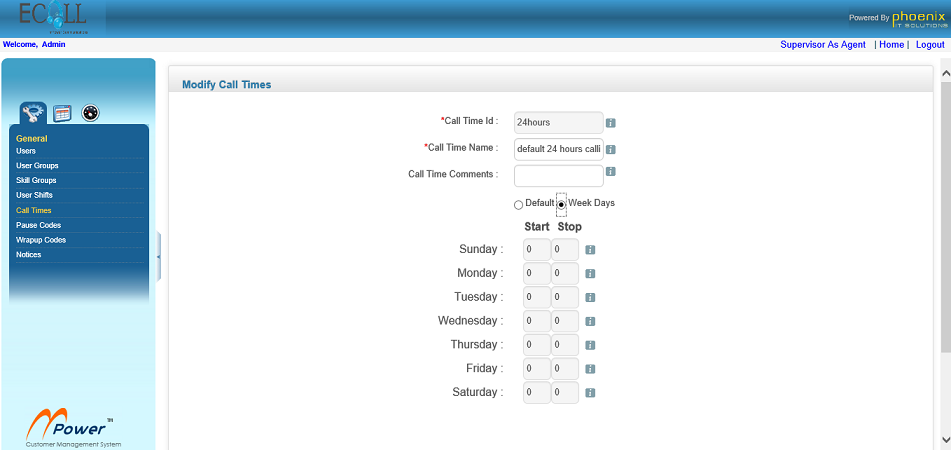 ECALL
Powered By phoenix
IT SOLUTIONS
Welcome, Admin
Supervisor As Agent | Home | Logout
Modify Call Times
General
Users
User Groups
Skill Groups
User Shifts
Call Times
Pause Codes
Wrapup Codes
Notices
*Call Time Id : 24hours
*Call Time Name : default 24 hours calli
Call Time Comments :
Default Week Days
Start Stop
Sunday : 0 0
Monday : 0 0
Tuesday : 0 0
Wednesday : 0 0
Thursday : 0 0
Friday : 0 0
Saturday : 0 0
MPower ™
Customer Management System